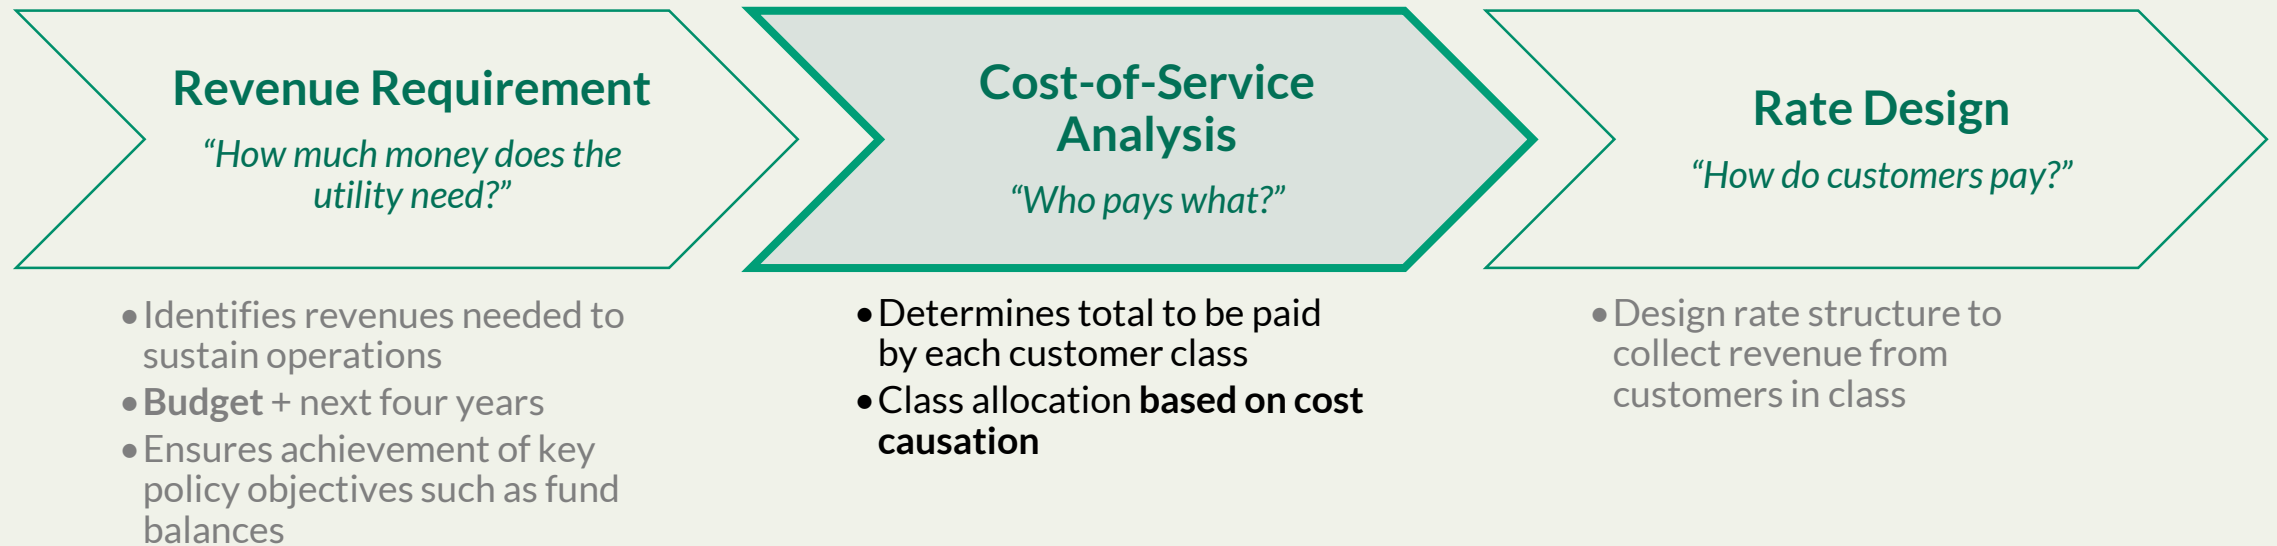 Revenue Requirement
“How much money does the
utility need?”
• Identifies revenues needed to
sustain operations
• Budget + next four years
• Ensures achievement of key
policy objectives such as fund
balances
Cost-of-Service
Analysis
“Who pays what?”
• Determines total to be paid
by each customer class
• Class allocation based on cost
causation
Rate Design
“How do customers pay?”
• Design rate structure to
collect revenue from
customers in class